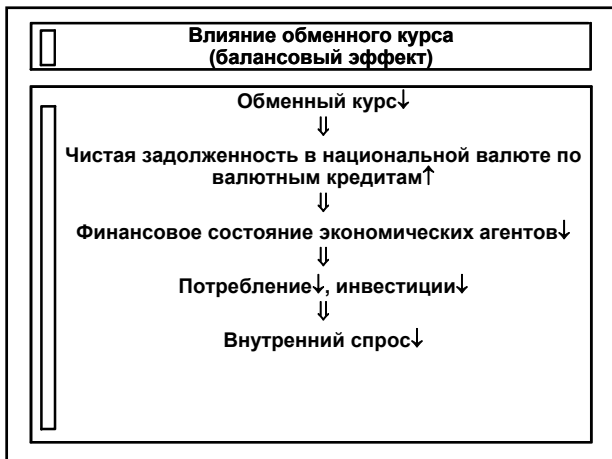 Влияние обменного курса
(балансовый эффект)
Обменный курс↓
⇓
Чистая задолженность в национальной валюте по
валютным кредитам↑
⇓
Финансовое состояние экономических агентов↓
⇓
Потребление↓, инвестиции↓
⇓
Внутренний спрос↓